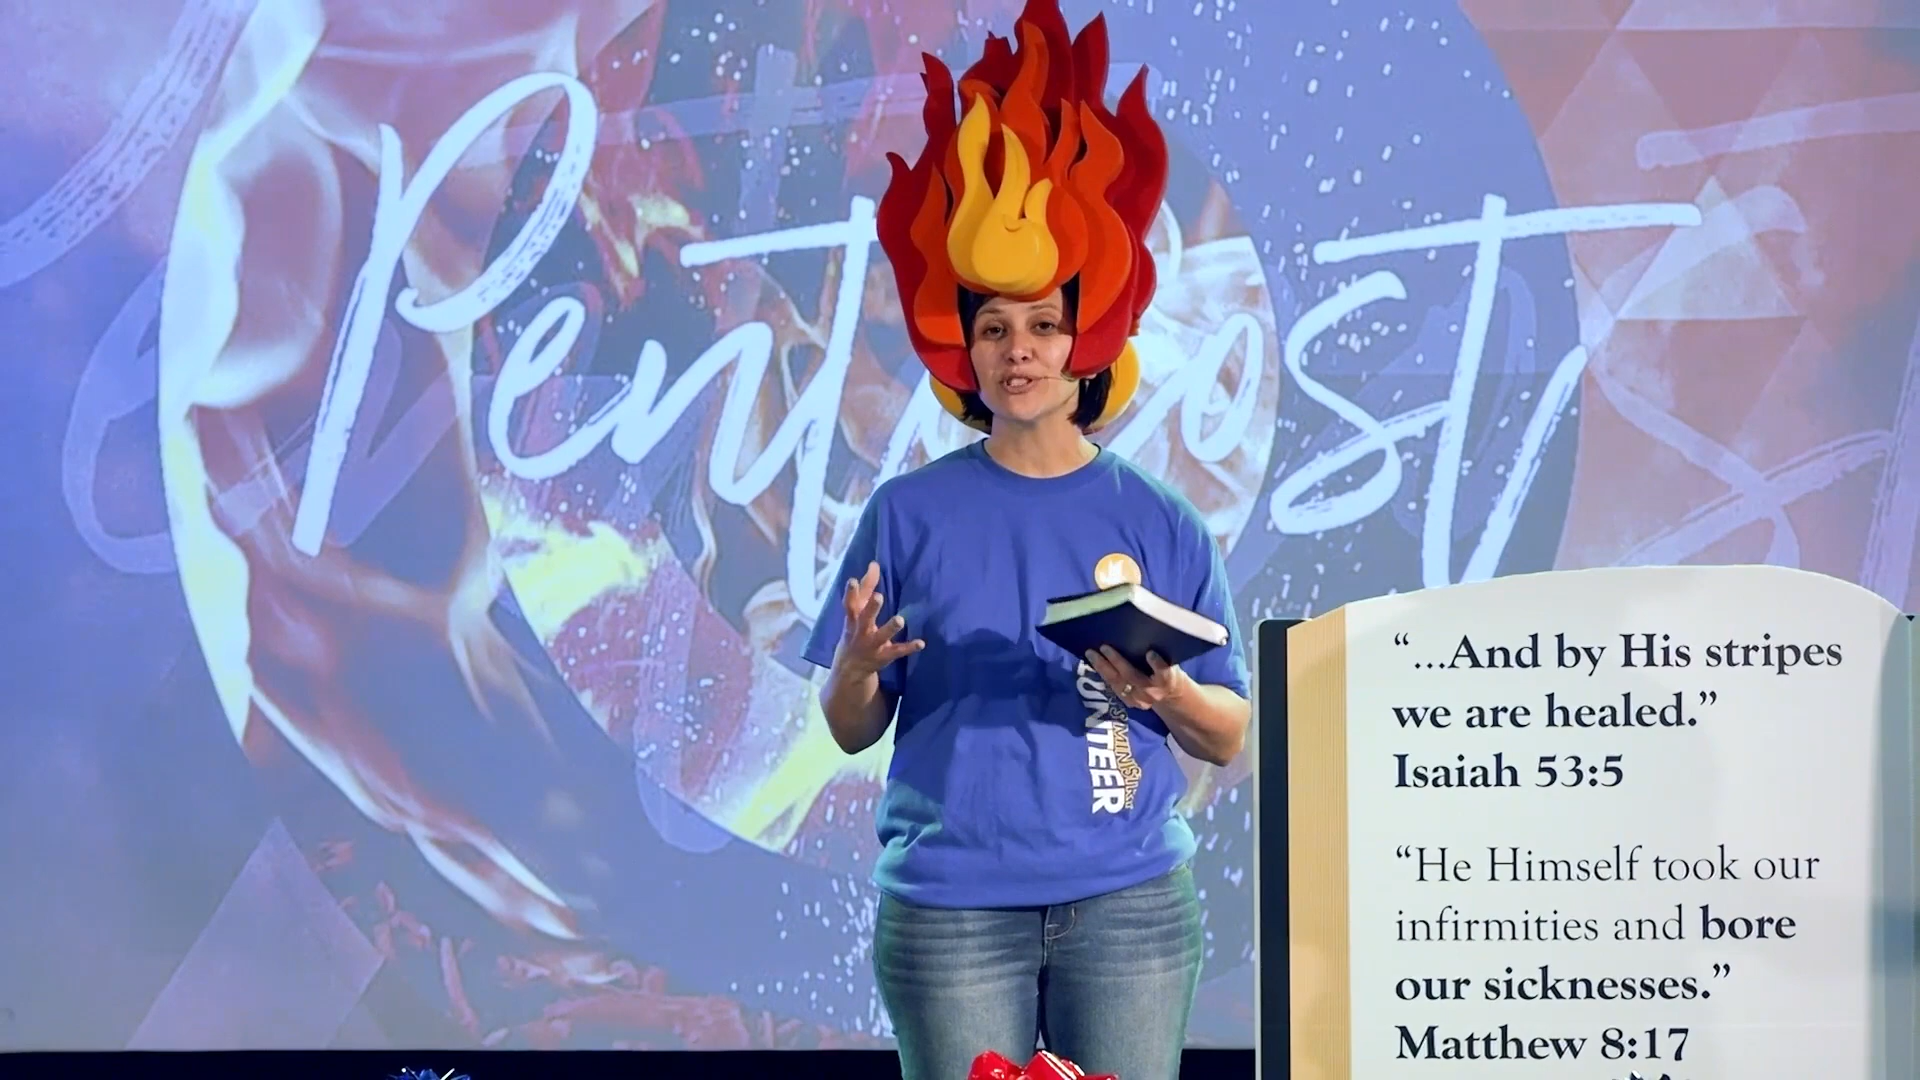 Pentecost
“...And by His stripes
we are healed.”
Isaiah 53:5
“He Himself took our
infirmities and bore
our sicknesses.”
Matthew 8:17